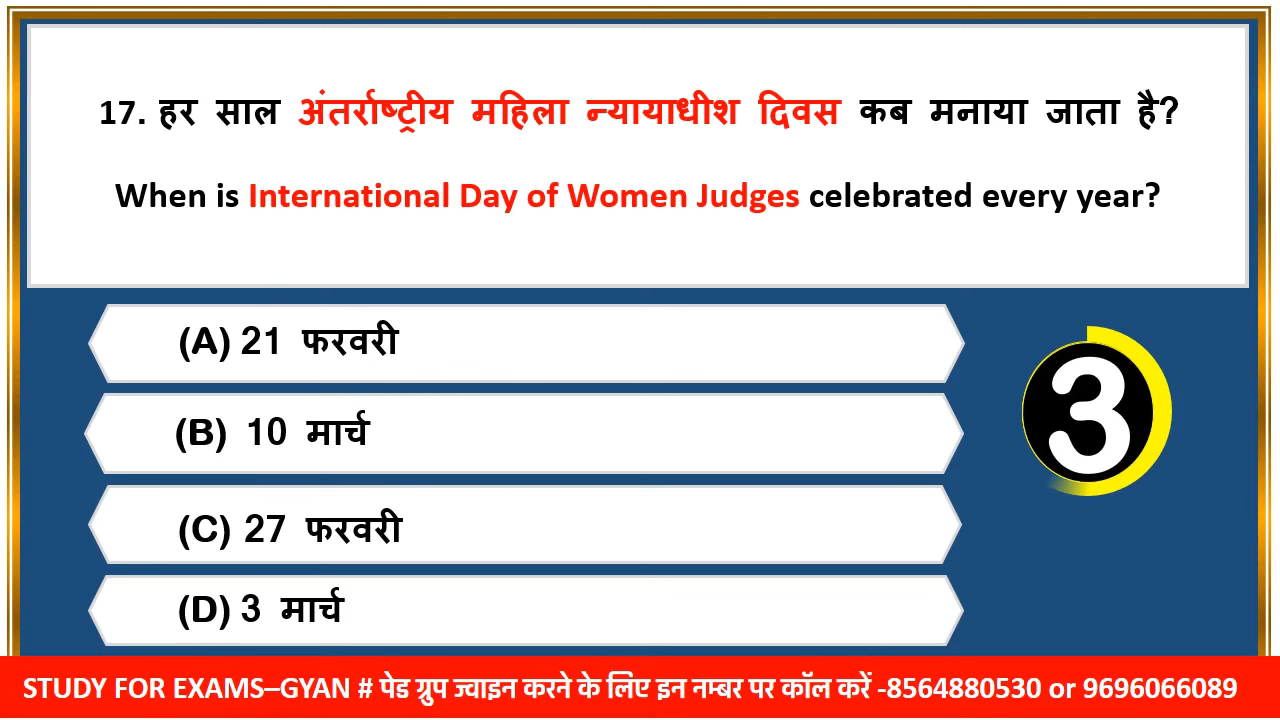 17. हर साल अंतर्राष्ट्रीय महिला न्यायाधीश दिवस कब मनाया जाता है?
When is International Day of Women Judges celebrated every year?
(A) 21 फरवरी
(B) 10 मार्च
3
(C) 27 फरवरी
(D) 3 मार्च
STUDY FOR EXAMS–GYAN # पेड ग्रुप ज्वाइन करने के लिए इन नम्बर पर कॉल करें -8564880530 or 9696066089